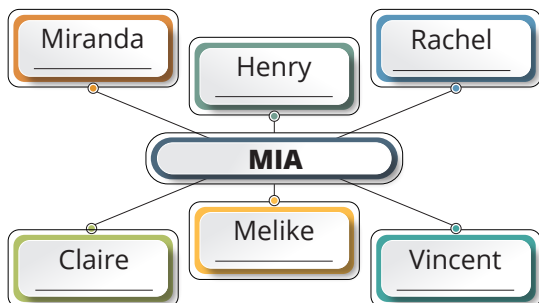 Miranda
Henry
Rachel
MIA
Claire
Melike
Vincent